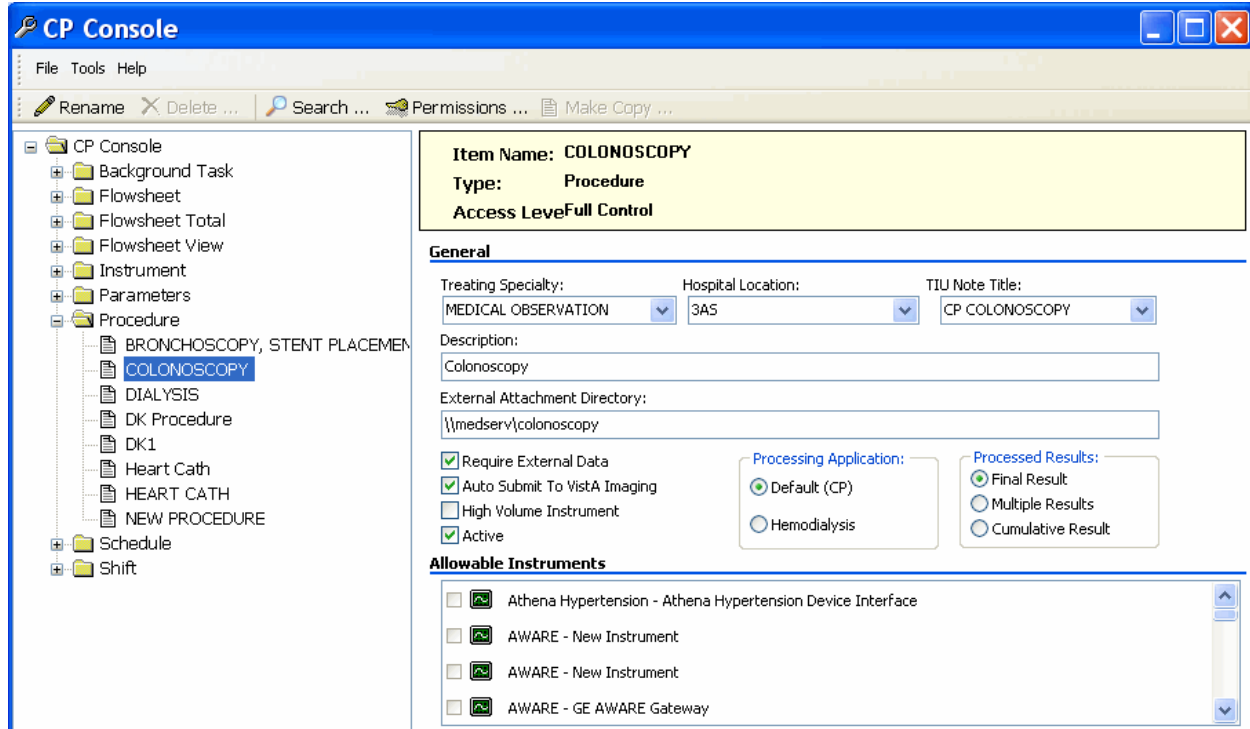 CP Console
File Tools Help
Rename Delete ... Search ... Permissions ... Make Copy ...
CP Console
Background Task
Flowsheet
Flowsheet Total
Flowsheet View
Instrument
Parameters
Procedure
BRONCHOSCOPY, STENT PLACEMEN
COLONOSCOPY
DIALYSIS
DK Procedure
DK1
Heart Cath
HEART CATH
NEW PROCEDURE
Schedule
Shift
Item Name: COLONOSCOPY
Type: Procedure
Access Leve Full Control
General
Treating Specialty: Hospital Location: TIU Note Title:
MEDICAL OBSERVATION 3AS CP COLONOSCOPY
Description:
Colonoscopy
External Attachment Directory:
\\medserv\colonoscopy
Require External Data
Auto Submit To VistA Imaging
High Volume Instrument
Active
Processing Application:
Default (CP)
Hemodialysis
Processed Results:
Final Result
Multiple Results
Cumulative Result
Allowable Instruments
Athena Hypertension - Athena Hypertension Device Interface
AWARE - New Instrument
AWARE - New Instrument
AWARE - GE AWARE Gateway